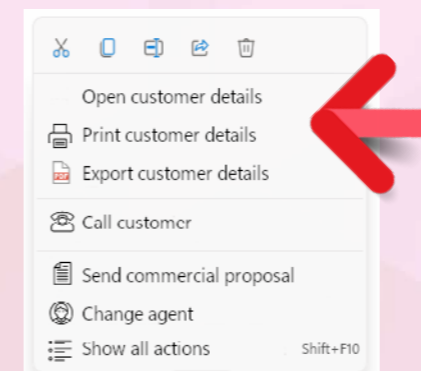 Open customer details
Print customer details
PDF
Export customer details
Call customer
Send commercial proposal
Change agent
Show all actions Shift+F10